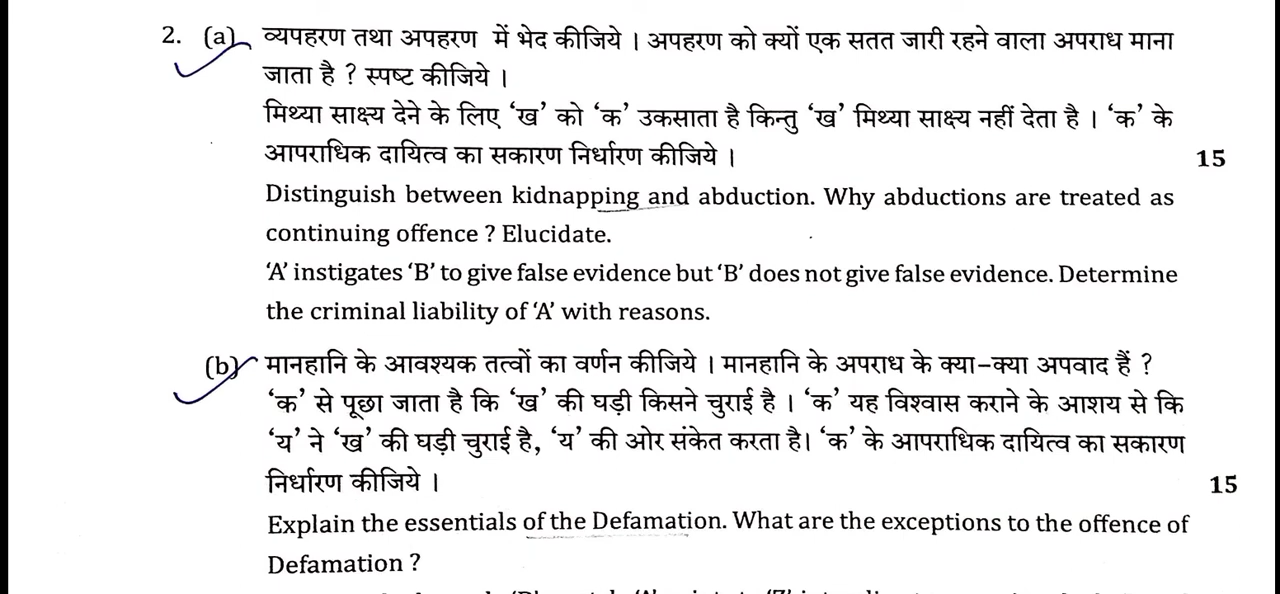 2. (a) व्यपहरण तथा अपहरण में भेद कीजिये । अपहरण को क्यों एक सतत जारी रहने वाला अपराध माना
जाता है ? स्पष्ट कीजिये ।
मिथ्या साक्ष्य देने के लिए ‘ख’ को ‘क’ उकसाता है किन्तु ‘ख’ मिथ्या साक्ष्य नहीं देता है । ‘क’ के
आपराधिक दायित्व का सकारण निर्धारण कीजिये । 15
Distinguish between kidnapping and abduction. Why abductions are treated as
continuing offence ? Elucidate.
‘A’ instigates ‘B’ to give false evidence but ‘B’ does not give false evidence. Determine
the criminal liability of ‘A’ with reasons.
(b) मानहानि के आवश्यक तत्वों का वर्णन कीजिये । मानहानि के अपराध के क्या–क्या अपवाद हैं ?
‘क’ से पूछा जाता है कि ‘ख’ की घड़ी किसने चुराई है । ‘क’ यह विश्वास कराने के आशय से कि
‘य’ ने ‘ख’ की घड़ी चुराई है, ‘य’ की ओर संकेत करता है। ‘क’ के आपराधिक दायित्व का सकारण
निर्धारण कीजिये । 15
Explain the essentials of the Defamation. What are the exceptions to the offence of
Defamation ?